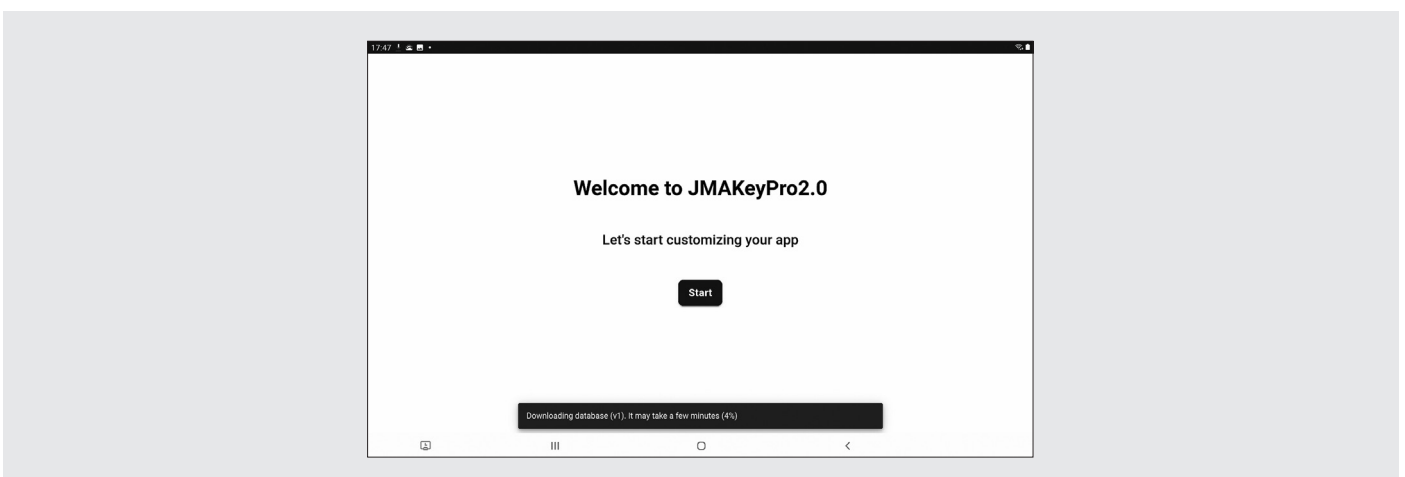 17:47
Welcome to JMAKeyPro2.0
Let's start customizing your app
Start
Downloading database (v1). It may take a few minutes (4%)